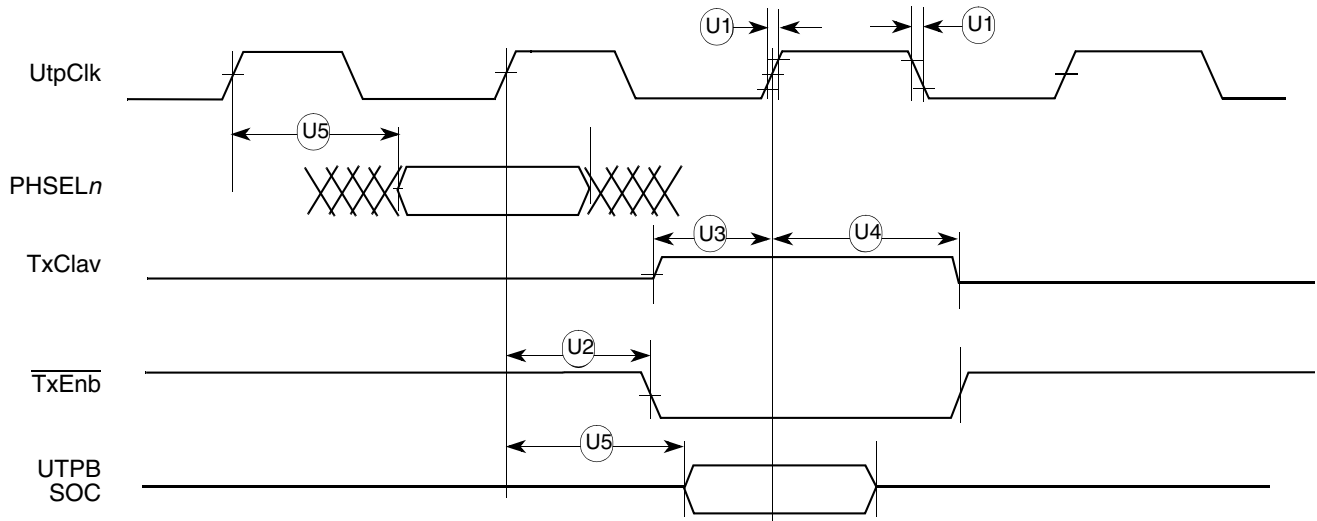 U1
U1
UtpClk
U5
PHSELn
U3
U4
TxClav
U2
TxEnb
U5
UTPB
SOC